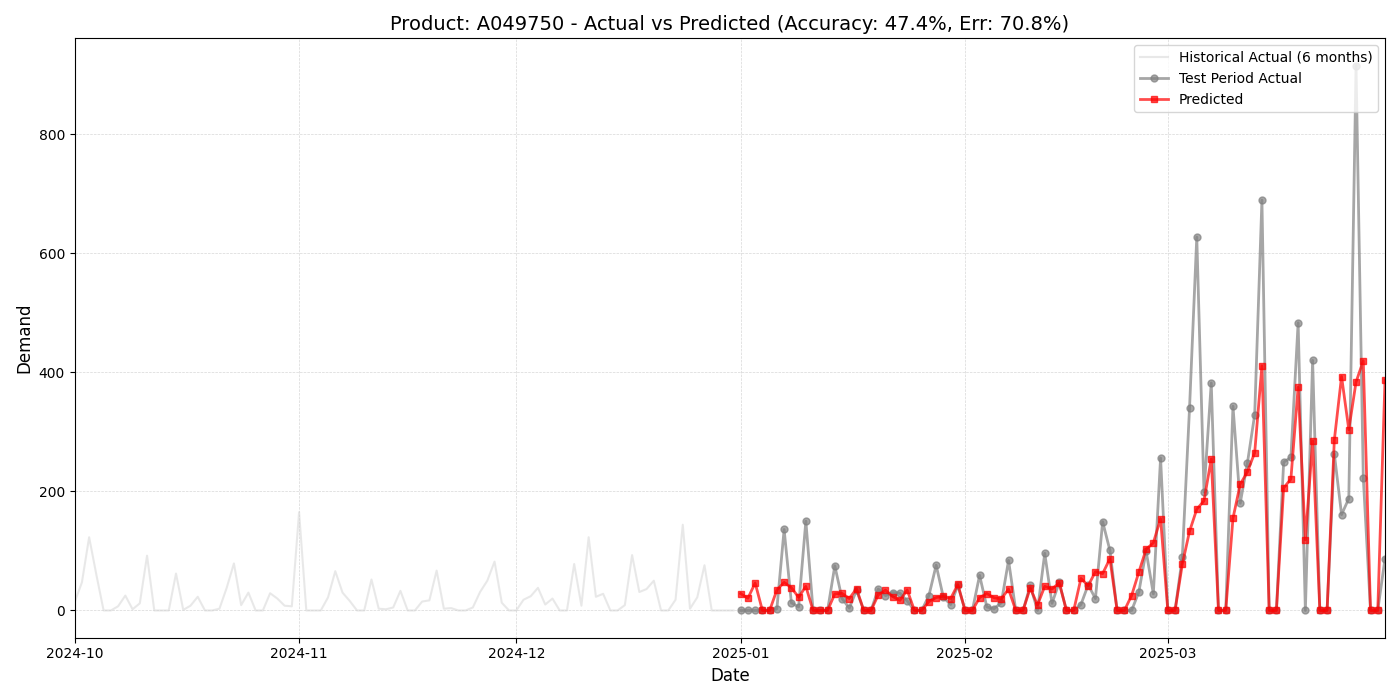 Product: A049750 - Actual vs Predicted (Accuracy: 47.4%, Err: 70.8%)
Historical Actual (6 months)
Test Period Actual
Predicted
Demand
800
600
400
200
0
2024-10
2024-11
2024-12
2025-01
2025-02
2025-03
Date